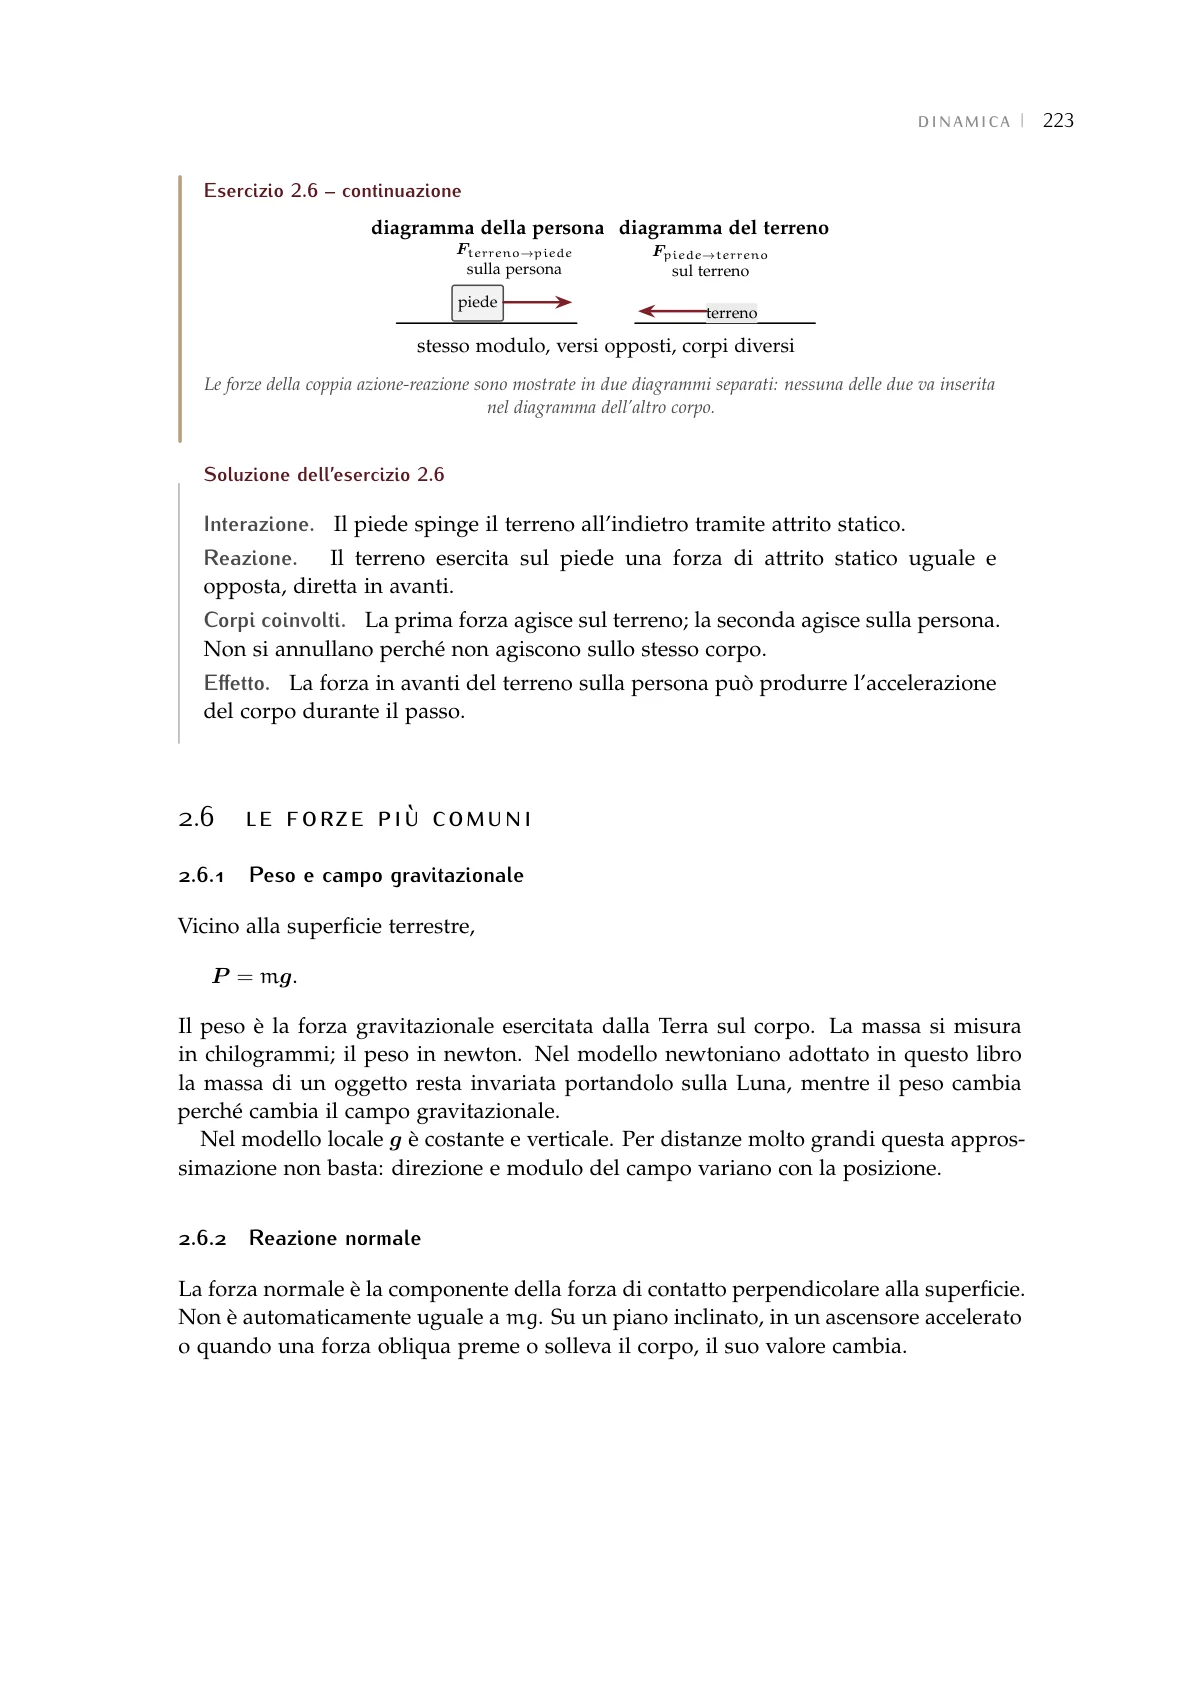 DINAMICA | 223
Esercizio 2.6 – continuazione
diagramma della persona diagramma del terreno
F terreno→piede F piede→terreno
sulla persona sul terreno
piede terreno
stesso modulo, versi opposti, corpi diversi
Le forze della coppia azione-reazione sono mostrate in due diagrammi separati: nessuna delle due va inserita
nel diagramma dell'altro corpo.
Soluzione dell'esercizio 2.6
Interazione. Il piede spinge il terreno all'indietro tramite attrito statico.
Reazione. Il terreno esercita sul piede una forza di attrito statico uguale e
opposta, diretta in avanti.
Corpi coinvolti. La prima forza agisce sul terreno; la seconda agisce sulla persona.
Non si annullano perché non agiscono sullo stesso corpo.
Effetto. La forza in avanti del terreno sulla persona può produrre l'accelerazione
del corpo durante il passo.
2.6 LE FORZE PIÙ COMUNI
2.6.1 Peso e campo gravitazionale
Vicino alla superficie terrestre,
P = mg.
Il peso è la forza gravitazionale esercitata dalla Terra sul corpo. La massa si misura
in chilogrammi; il peso in newton. Nel modello newtoniano adottato in questo libro
la massa di un oggetto resta invariata portandolo sulla Luna, mentre il peso cambia
perché cambia il campo gravitazionale.
Nel modello locale g è costante e verticale. Per distanze molto grandi questa appros-
simazione non basta: direzione e modulo del campo variano con la posizione.
2.6.2 Reazione normale
La forza normale è la componente della forza di contatto perpendicolare alla superficie.
Non è automaticamente uguale a mg. Su un piano inclinato, in un ascensore accelerato
o quando una forza obliqua preme o solleva il corpo, il suo valore cambia.